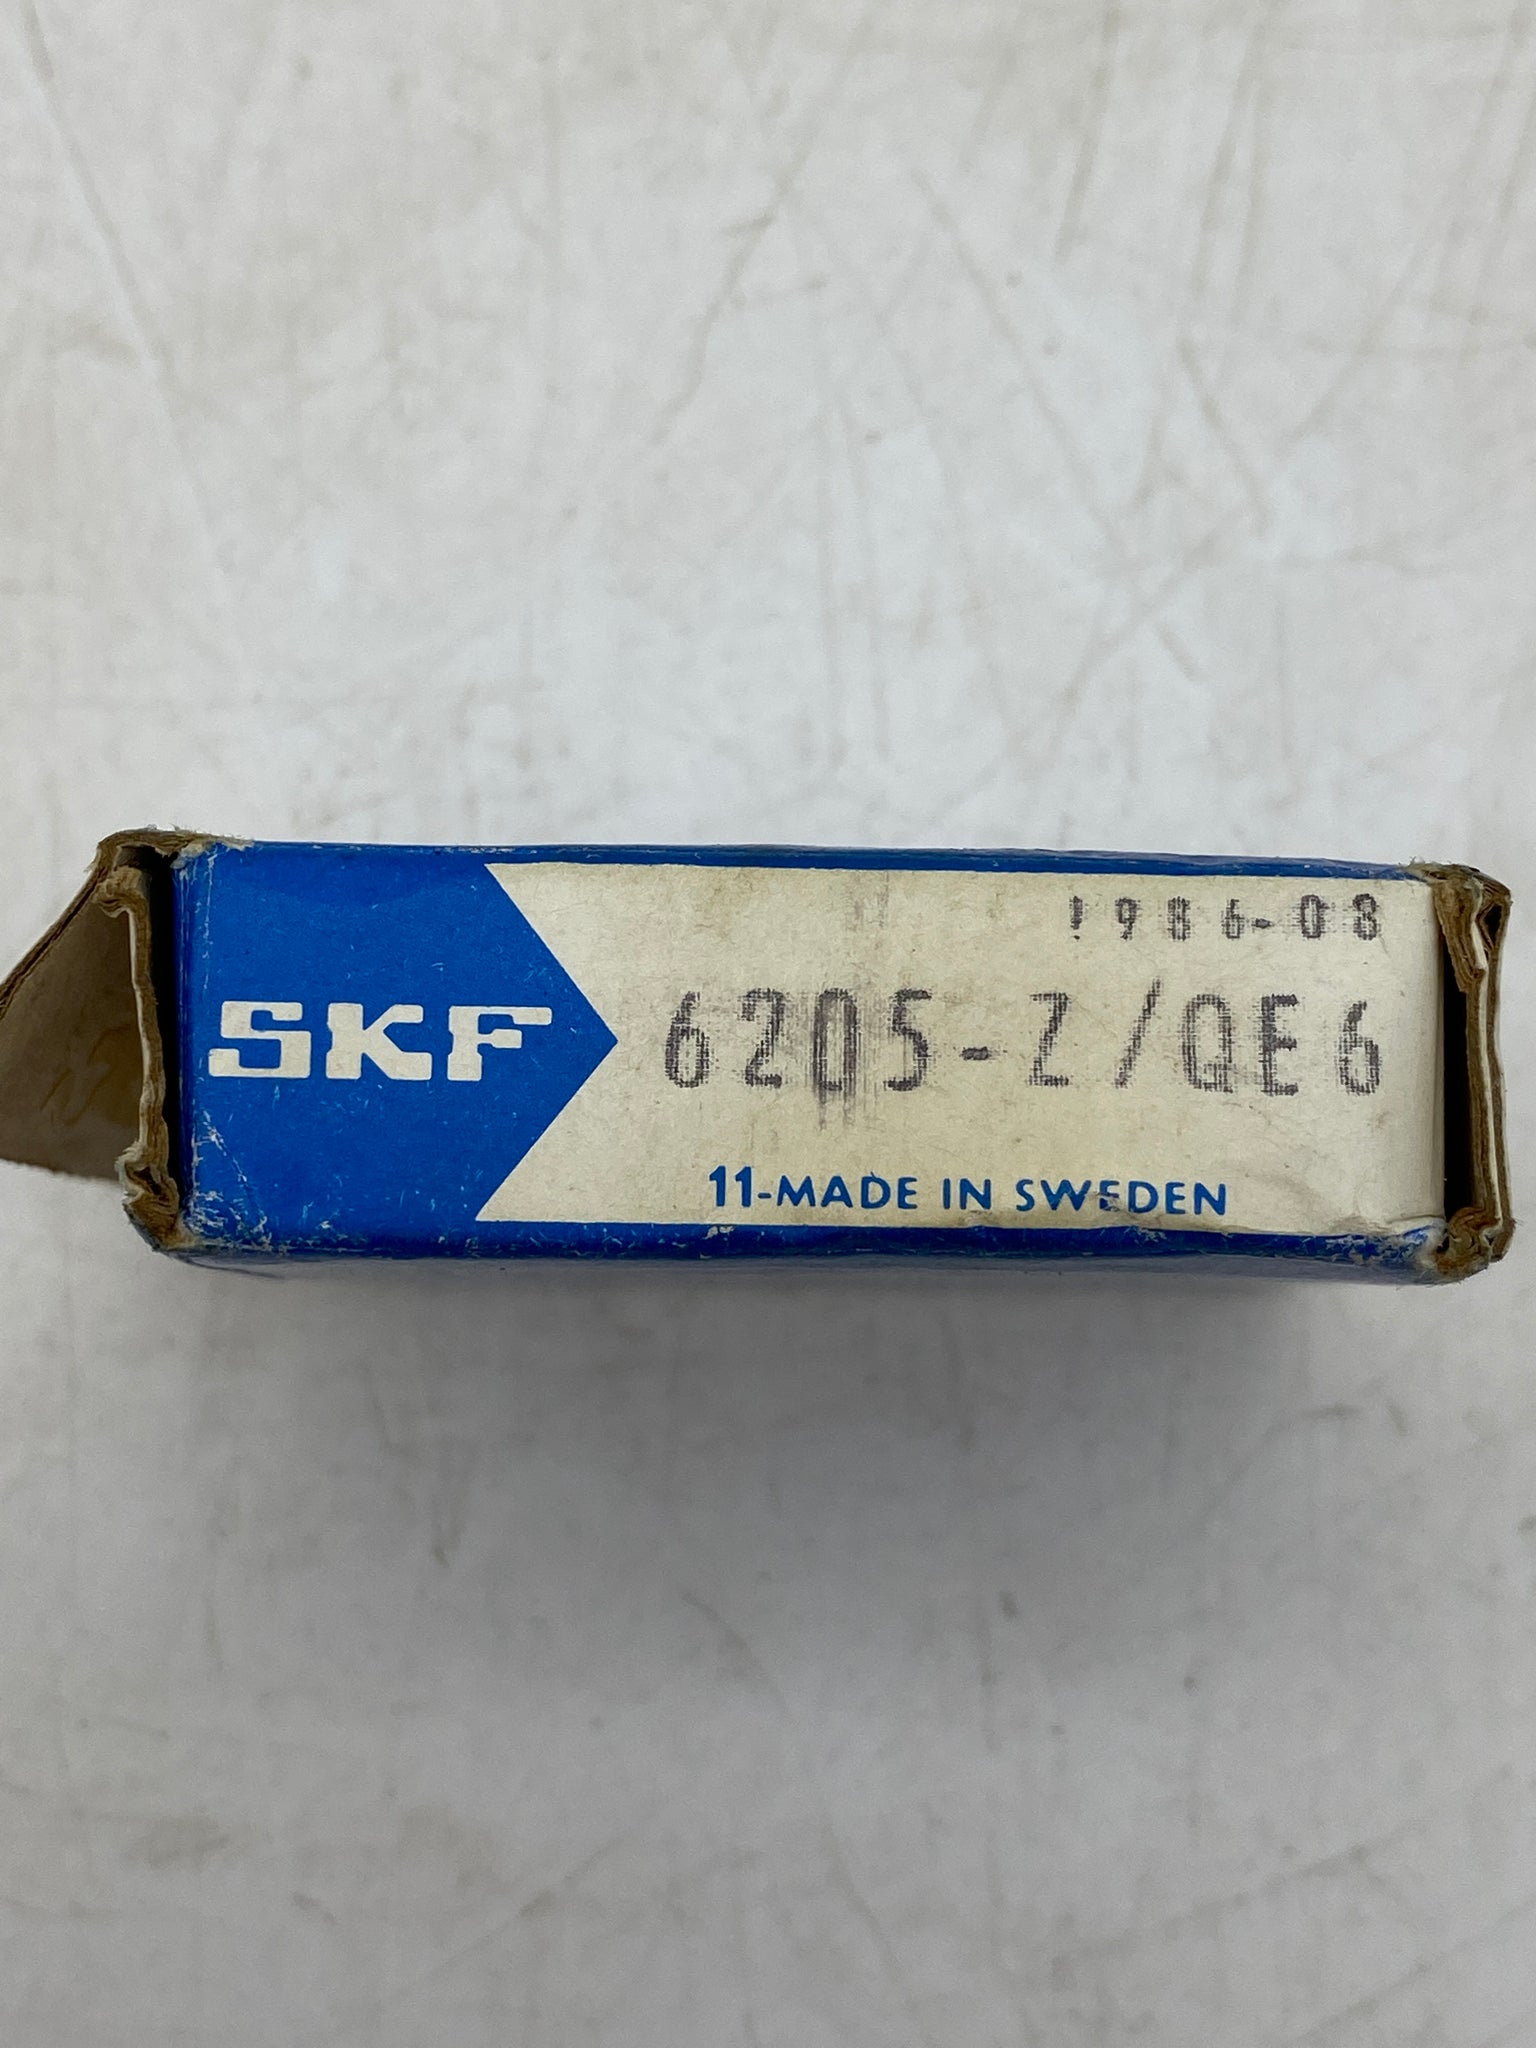 1986-08
SKF
6205-Z/QE6
11-MADE IN SWEDEN